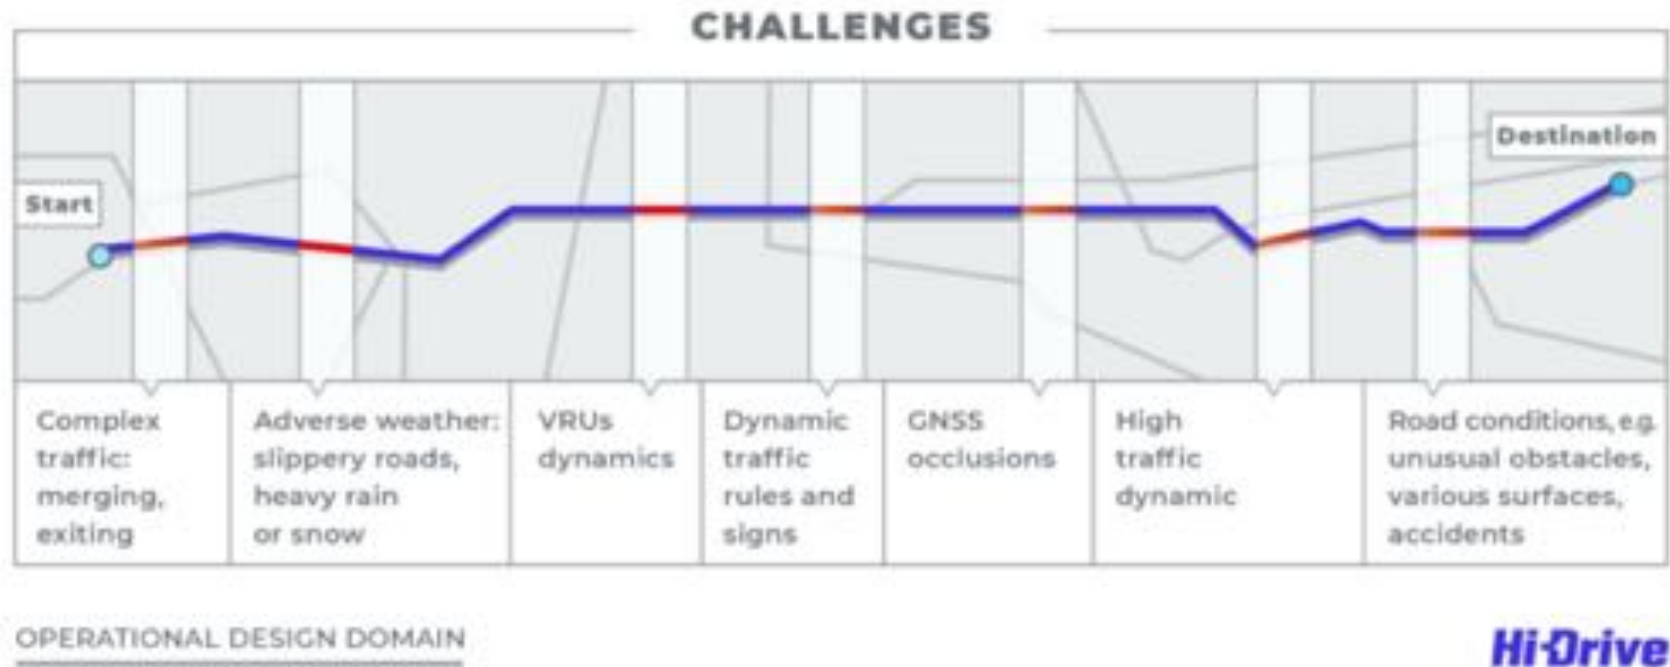 CHALLENGES
Start
Destination
Complex
traffic:
merging,
exiting
Adverse weather:
slippery roads,
heavy rain
or snow
VRUs
dynamics
Dynamic
traffic
rules and
signs
GNSS
occlusions
High
traffic
dynamic
Road conditions, e.g.
unusual obstacles,
various surfaces,
accidents
OPERATIONAL DESIGN DOMAIN
Hi-Drive